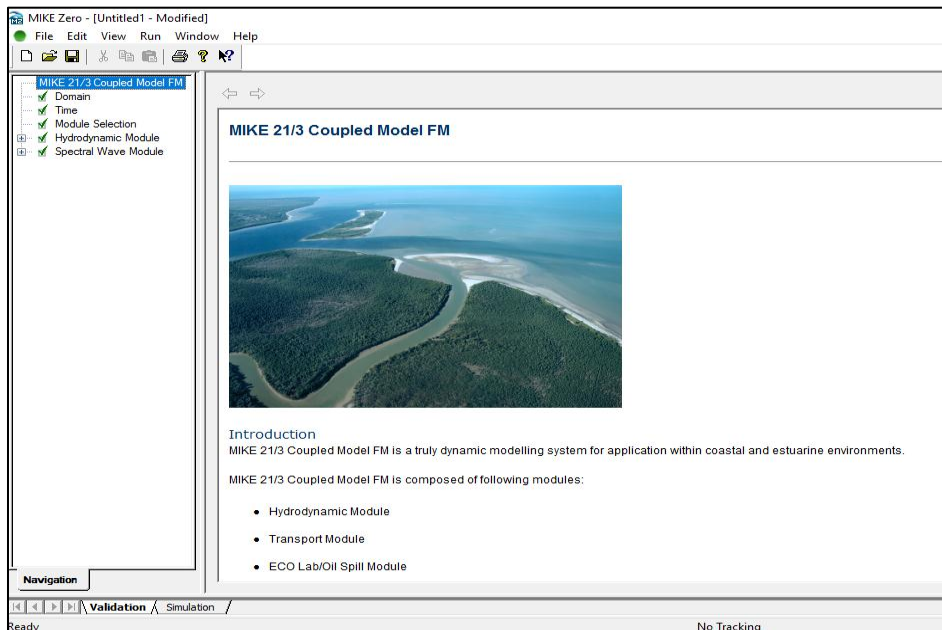 MIKE Zero - [Untitled1 - Modified]
File Edit View Run Window Help
MIKE 21/3 Coupled Model FM
Domain
Time
Module Selection
Hydrodynamic Module
Spectral Wave Module
MIKE 21/3 Coupled Model FM
Introduction
MIKE 21/3 Coupled Model FM is a truly dynamic modelling system for application within coastal and estuarine environments.
MIKE 21/3 Coupled Model FM is composed of following modules:
• Hydrodynamic Module
• Transport Module
• ECO Lab/Oil Spill Module
Navigation
Validation Simulation
Ready No Tracking